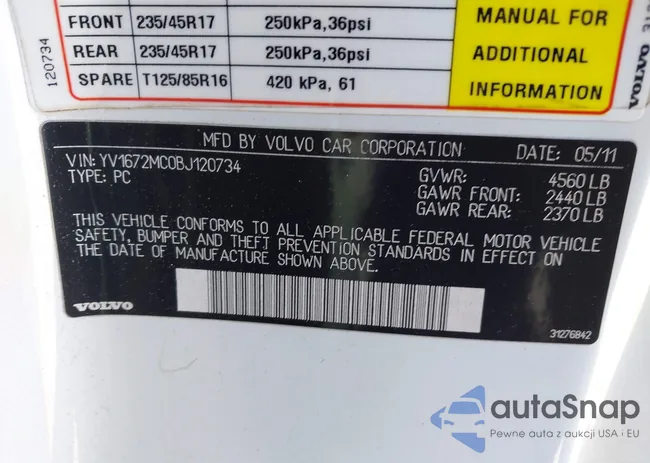 FRONT 235/45R17 250kPa,36psi
REAR 235/45R17 250kPa,36psi
SPARE T125/85R16 420 kPa, 61
MANUAL FOR
ADDITIONAL
INFORMATION
VOLVO
120734
MFD BY VOLVO CAR CORPORATION DATE: 05/11
VIN: YV1672MC0BJ120734
TYPE: PC
GVWR: 4560 LB
GAWR FRONT: 2440 LB
GAWR REAR: 2370 LB
THIS VEHICLE CONFORMS TO ALL APPLICABLE FEDERAL MOTOR VEHICLE
SAFETY, BUMPER AND THEFT PREVENTION STANDARDS IN EFFECT ON
THE DATE OF MANUFACTURE SHOWN ABOVE.
VOLVO
31276842
autaSnap
Pewne auta z aukcji USA i EU